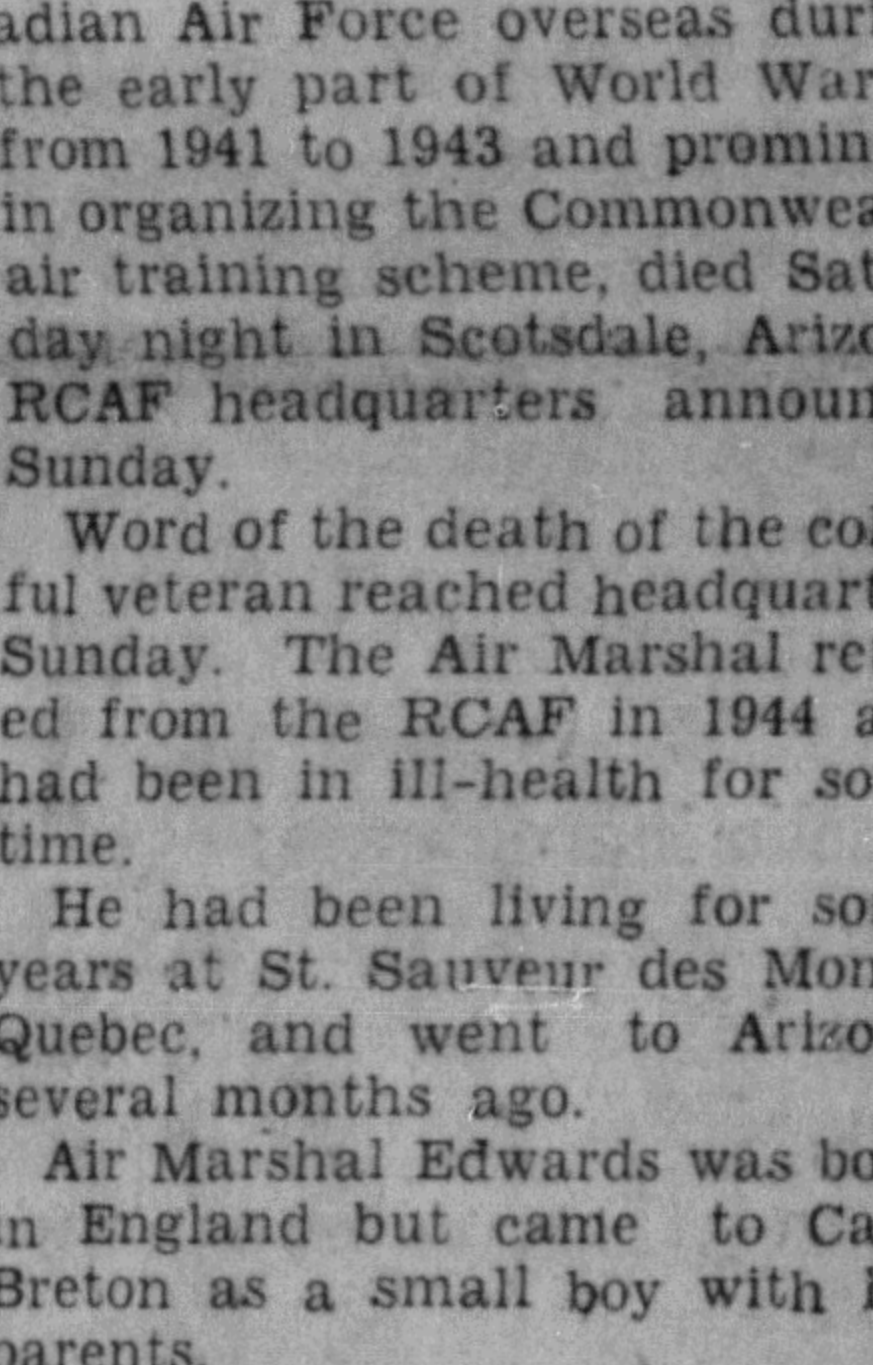 adian Air Force overseas duri
the early part of World War
from 1941 to 1943 and promin
in organizing the Commonwea
air training scheme, died Sat
day night in Scotsdale, Arizo
RCAF headquarters announ
Sunday.
Word of the death of the col
ful veteran reached headquart
Sunday. The Air Marshal ret
ed from the RCAF in 1944 a
had been in ill-health for so
time.
He had been living for so
years at St. Sauveur des Mon
Quebec, and went to Arizo
several months ago.
Air Marshal Edwards was bo
in England but came to Ca
Breton as a small boy with
parents.